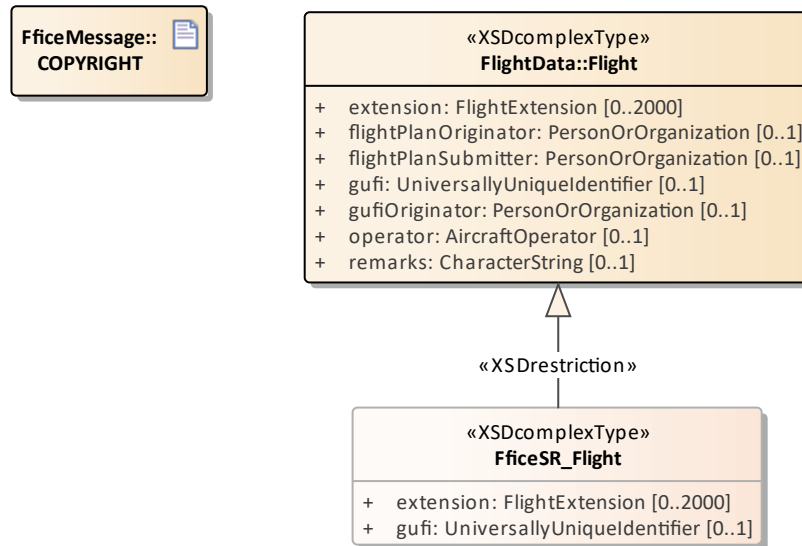 FficeMessage::
COPYRIGHT
«XSDcomplexType»
FlightData::Flight
+ extension: FlightExtension [0..2000]
+ flightPlanOriginator: PersonOrOrganization [0..1]
+ flightPlanSubmitter: PersonOrOrganization [0..1]
+ gufi: UniversallyUniqueIdentifier [0..1]
+ gufiOriginator: PersonOrOrganization [0..1]
+ operator: AircraftOperator [0..1]
+ remarks: CharacterString [0..1]
«XSDrestriction»
«XSDcomplexType»
FficeSR_Flight
+ extension: FlightExtension [0..2000]
+ gufi: UniversallyUniqueIdentifier [0..1]